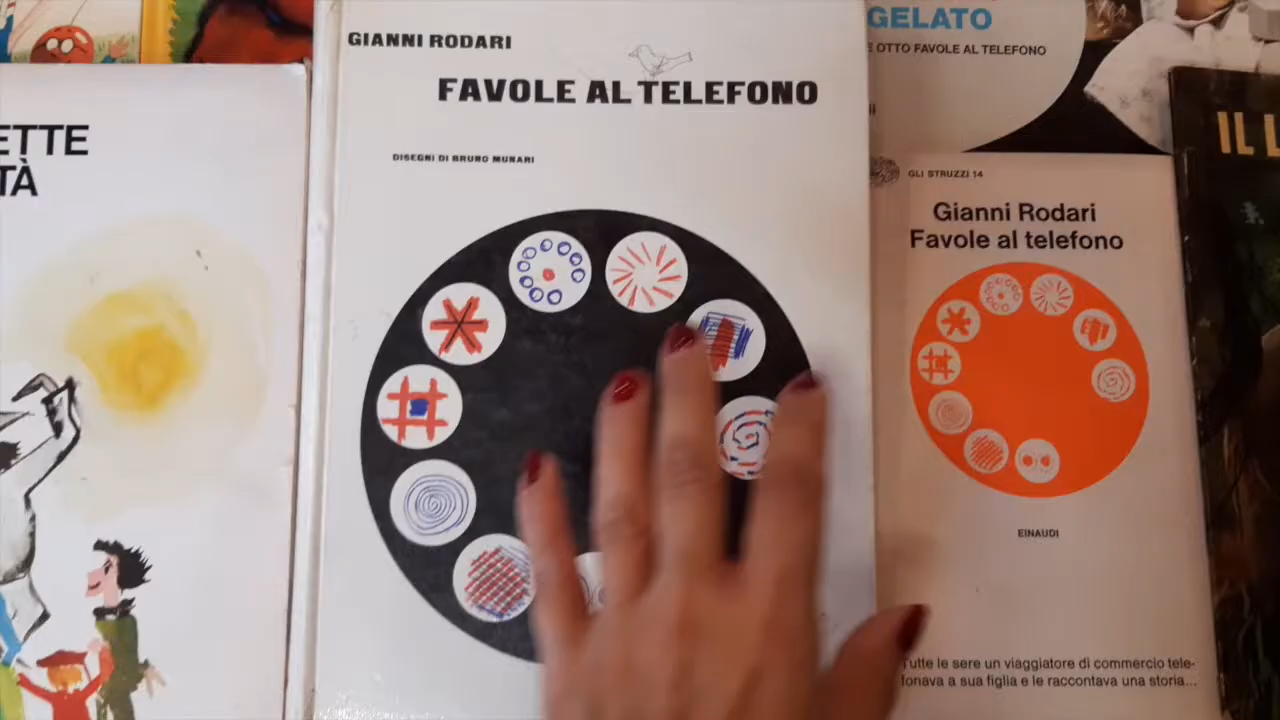 GIANNI RODARI
FAVOLE AL TELEFONO
DISEGNI DI BRUNO MUNARI
ETTE
TÀ
GELATO
E OTTO FAVOLE AL TELEFONO
GLI STRUZZI 14
Gianni Rodari
Favole al telefono
EINAUDI
Tutte le sere un viaggiatore di commercio tele-
fonava a sua figlia e le raccontava una storia...
IL L